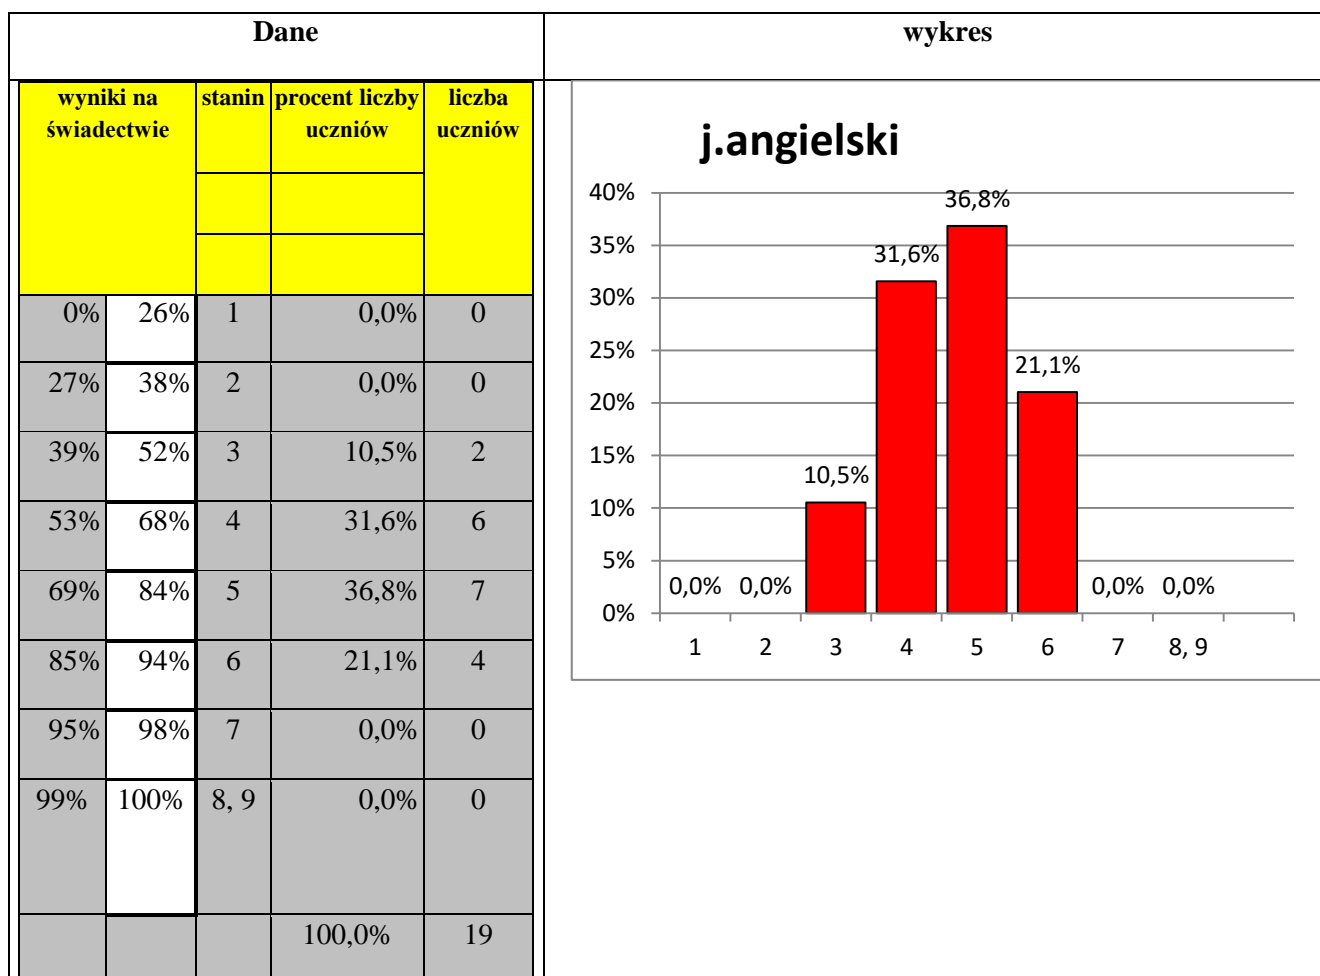 Dane
wykres
wyniki na świadectwie stanin procent liczby uczniów liczba uczniów
0% 26% 1 0,0% 0
27% 38% 2 0,0% 0
39% 52% 3 10,5% 2
53% 68% 4 31,6% 6
69% 84% 5 36,8% 7
85% 94% 6 21,1% 4
95% 98% 7 0,0% 0
99% 100% 8, 9 0,0% 0
100,0% 19
j.angielski
40%
35%
30%
25%
20%
15%
10%
5%
0%
0,0% 0,0% 10,5% 31,6% 36,8% 21,1% 0,0% 0,0%
1 2 3 4 5 6 7 8, 9